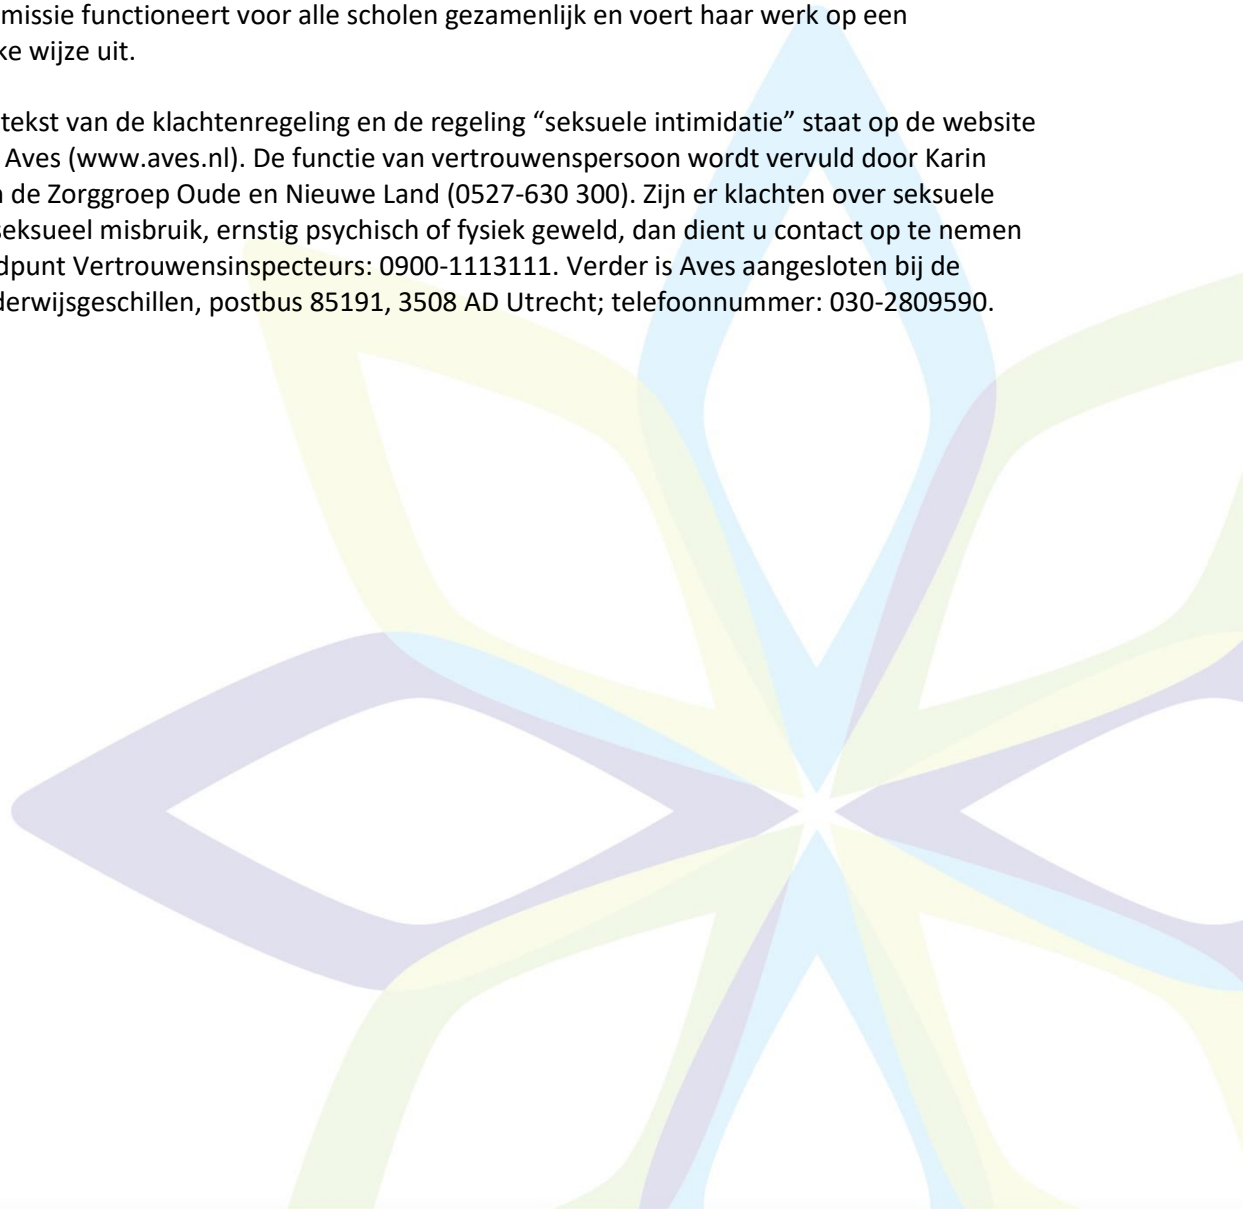 missie functioneert voor alle scholen gezamenlijk en voert haar werk op een
ke wijze uit.
tekst van de klachtenregeling en de regeling “seksuele intimidatie” staat op de website
Aves (www.aves.nl). De functie van vertrouwenspersoon wordt vervuld door Karin
n de Zorggroep Oude en Nieuwe Land (0527-630 300). Zijn er klachten over seksuele
seksueel misbruik, ernstig psychisch of fysiek geweld, dan dient u contact op te nemen
dpunt Vertrouwensinspecteurs: 0900-1113111. Verder is Aves aangesloten bij de
derwijsgeschillen, postbus 85191, 3508 AD Utrecht; telefoonnummer: 030-2809590.